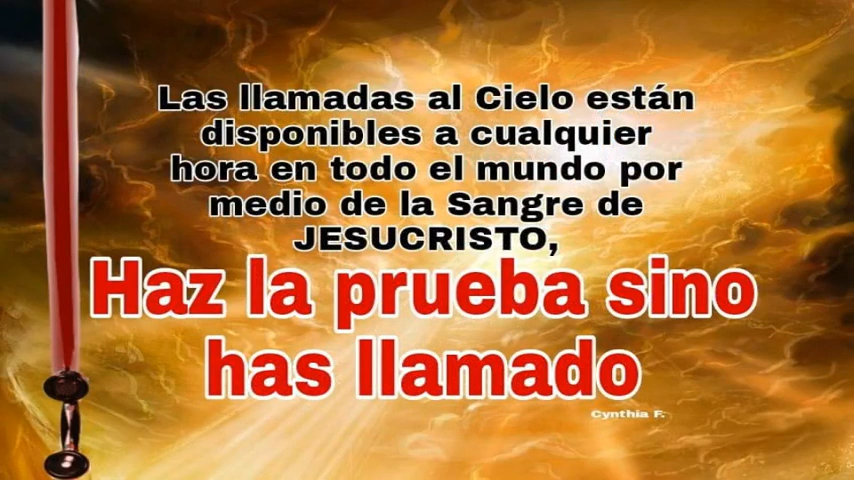 Las llamadas al Cielo están
disponibles a cualquier
hora en todo el mundo por
medio de la Sangre de
JESUCRISTO,
Haz la prueba sino
has llamado
Cynthia F.